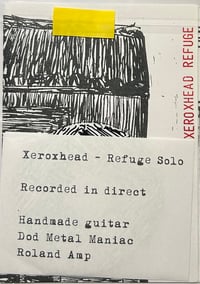 XEROXHEAD REFUGE
Xeroxhead - Refuge Solo
Recorded in direct
Handmade guitar
Dod Metal Maniac
Roland Amp